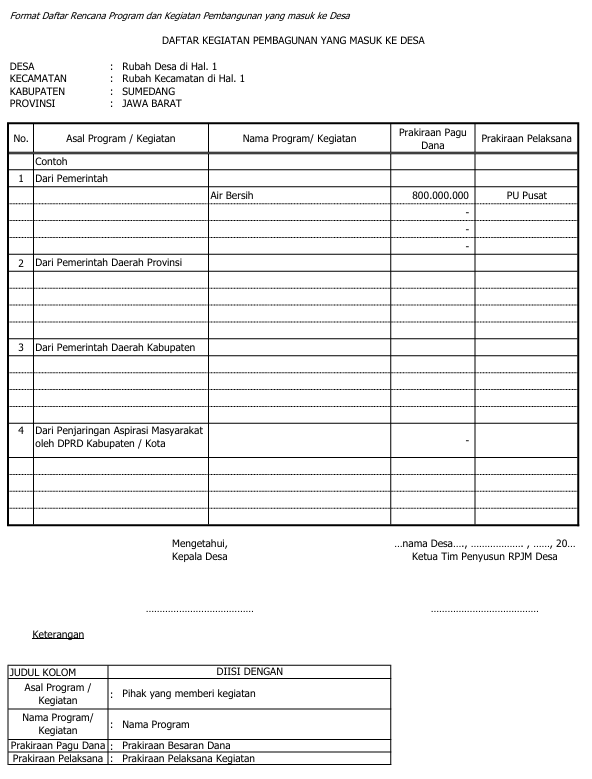 Format Daftar Rencana Program dan Kegiatan Pembangunan yang masuk ke Desa
DAFTAR KEGIATAN PEMBAGUNAN YANG MASUK KE DESA
DESA : Rubah Desa di Hal. 1
KECAMATAN : Rubah Kecamatan di Hal. 1
KABUPATEN : SUMEDANG
PROVINSI : JAWA BARAT
No. Asal Program / Kegiatan Nama Program/ Kegiatan Prakiraan Pagu Dana Prakiraan Pelaksana
Contoh
1 Dari Pemerintah
Air Bersih 800.000.000 PU Pusat
-
-
-
2 Dari Pemerintah Daerah Provinsi
3 Dari Pemerintah Daerah Kabupaten
4 Dari Penjaringan Aspirasi Masyarakat
oleh DPRD Kabupaten / Kota -
Mengetahui, ...nama Desa...., ................... , ......, 20...
Kepala Desa Ketua Tim Penyusun RPJM Desa
....................................... .......................................
Keterangan
JUDUL KOLOM DIISI DENGAN
Asal Program /
Kegiatan : Pihak yang memberi kegiatan
Nama Program/
Kegiatan : Nama Program
Prakiraan Pagu Dana : Prakiraan Besaran Dana
Prakiraan Pelaksana : Prakiraan Pelaksana Kegiatan